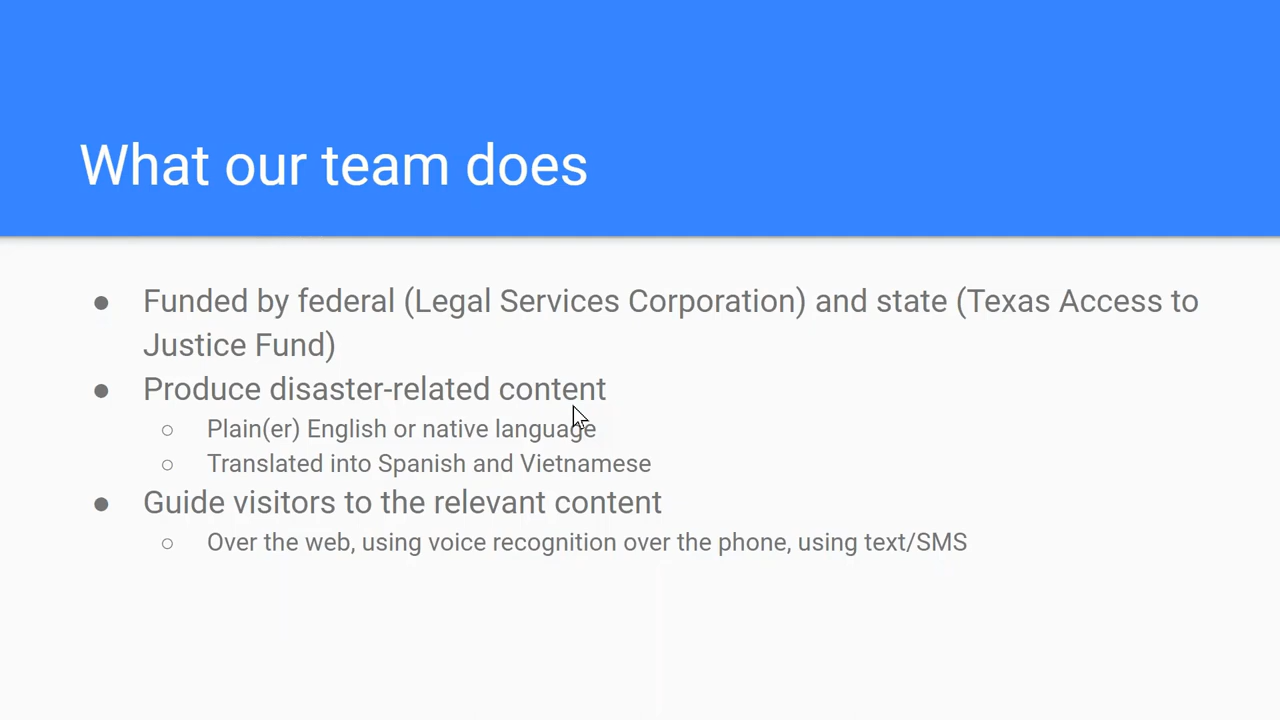 What our team does
● Funded by federal (Legal Services Corporation) and state (Texas Access to
Justice Fund)
● Produce disaster-related content
○ Plain(er) English or native language
○ Translated into Spanish and Vietnamese
● Guide visitors to the relevant content
○ Over the web, using voice recognition over the phone, using text/SMS